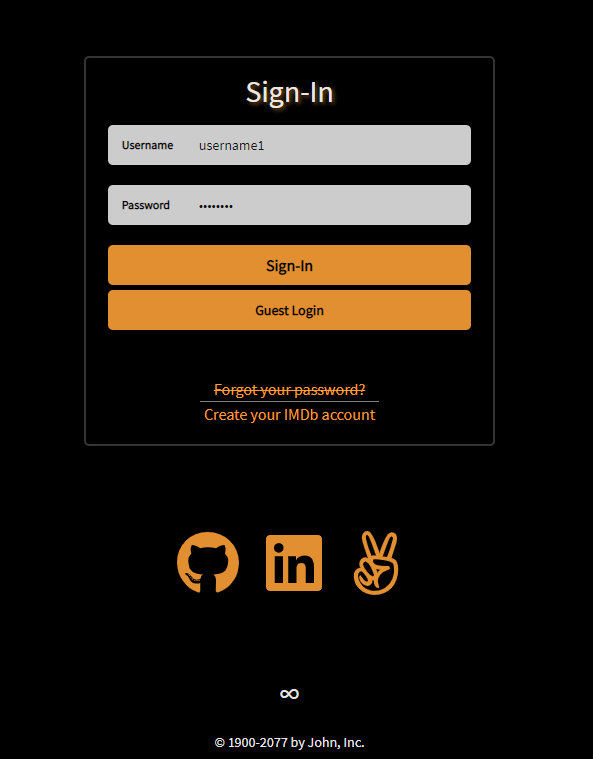 Sign-In
Username username1
Password ••••••••
Sign-In
Guest Login
Forgot your password?
Create your IMDb account
in
∞
© 1900-2077 by John, Inc.